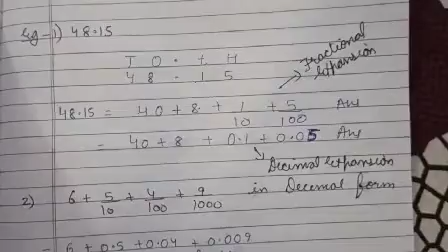 Eg - 1) 48.15
T O . t H
4 8 . 1 5
Fractional expansion
48.15 = 40 + 8 + 1/10 + 5/100 Ans
= 40 + 8 + 0.1 + 0.05 Ans
Decimal expansion
2) 6 + 5/10 + 4/100 + 9/1000 in Decimal form
= 6 + 0.5 + 0.04 + 0.009